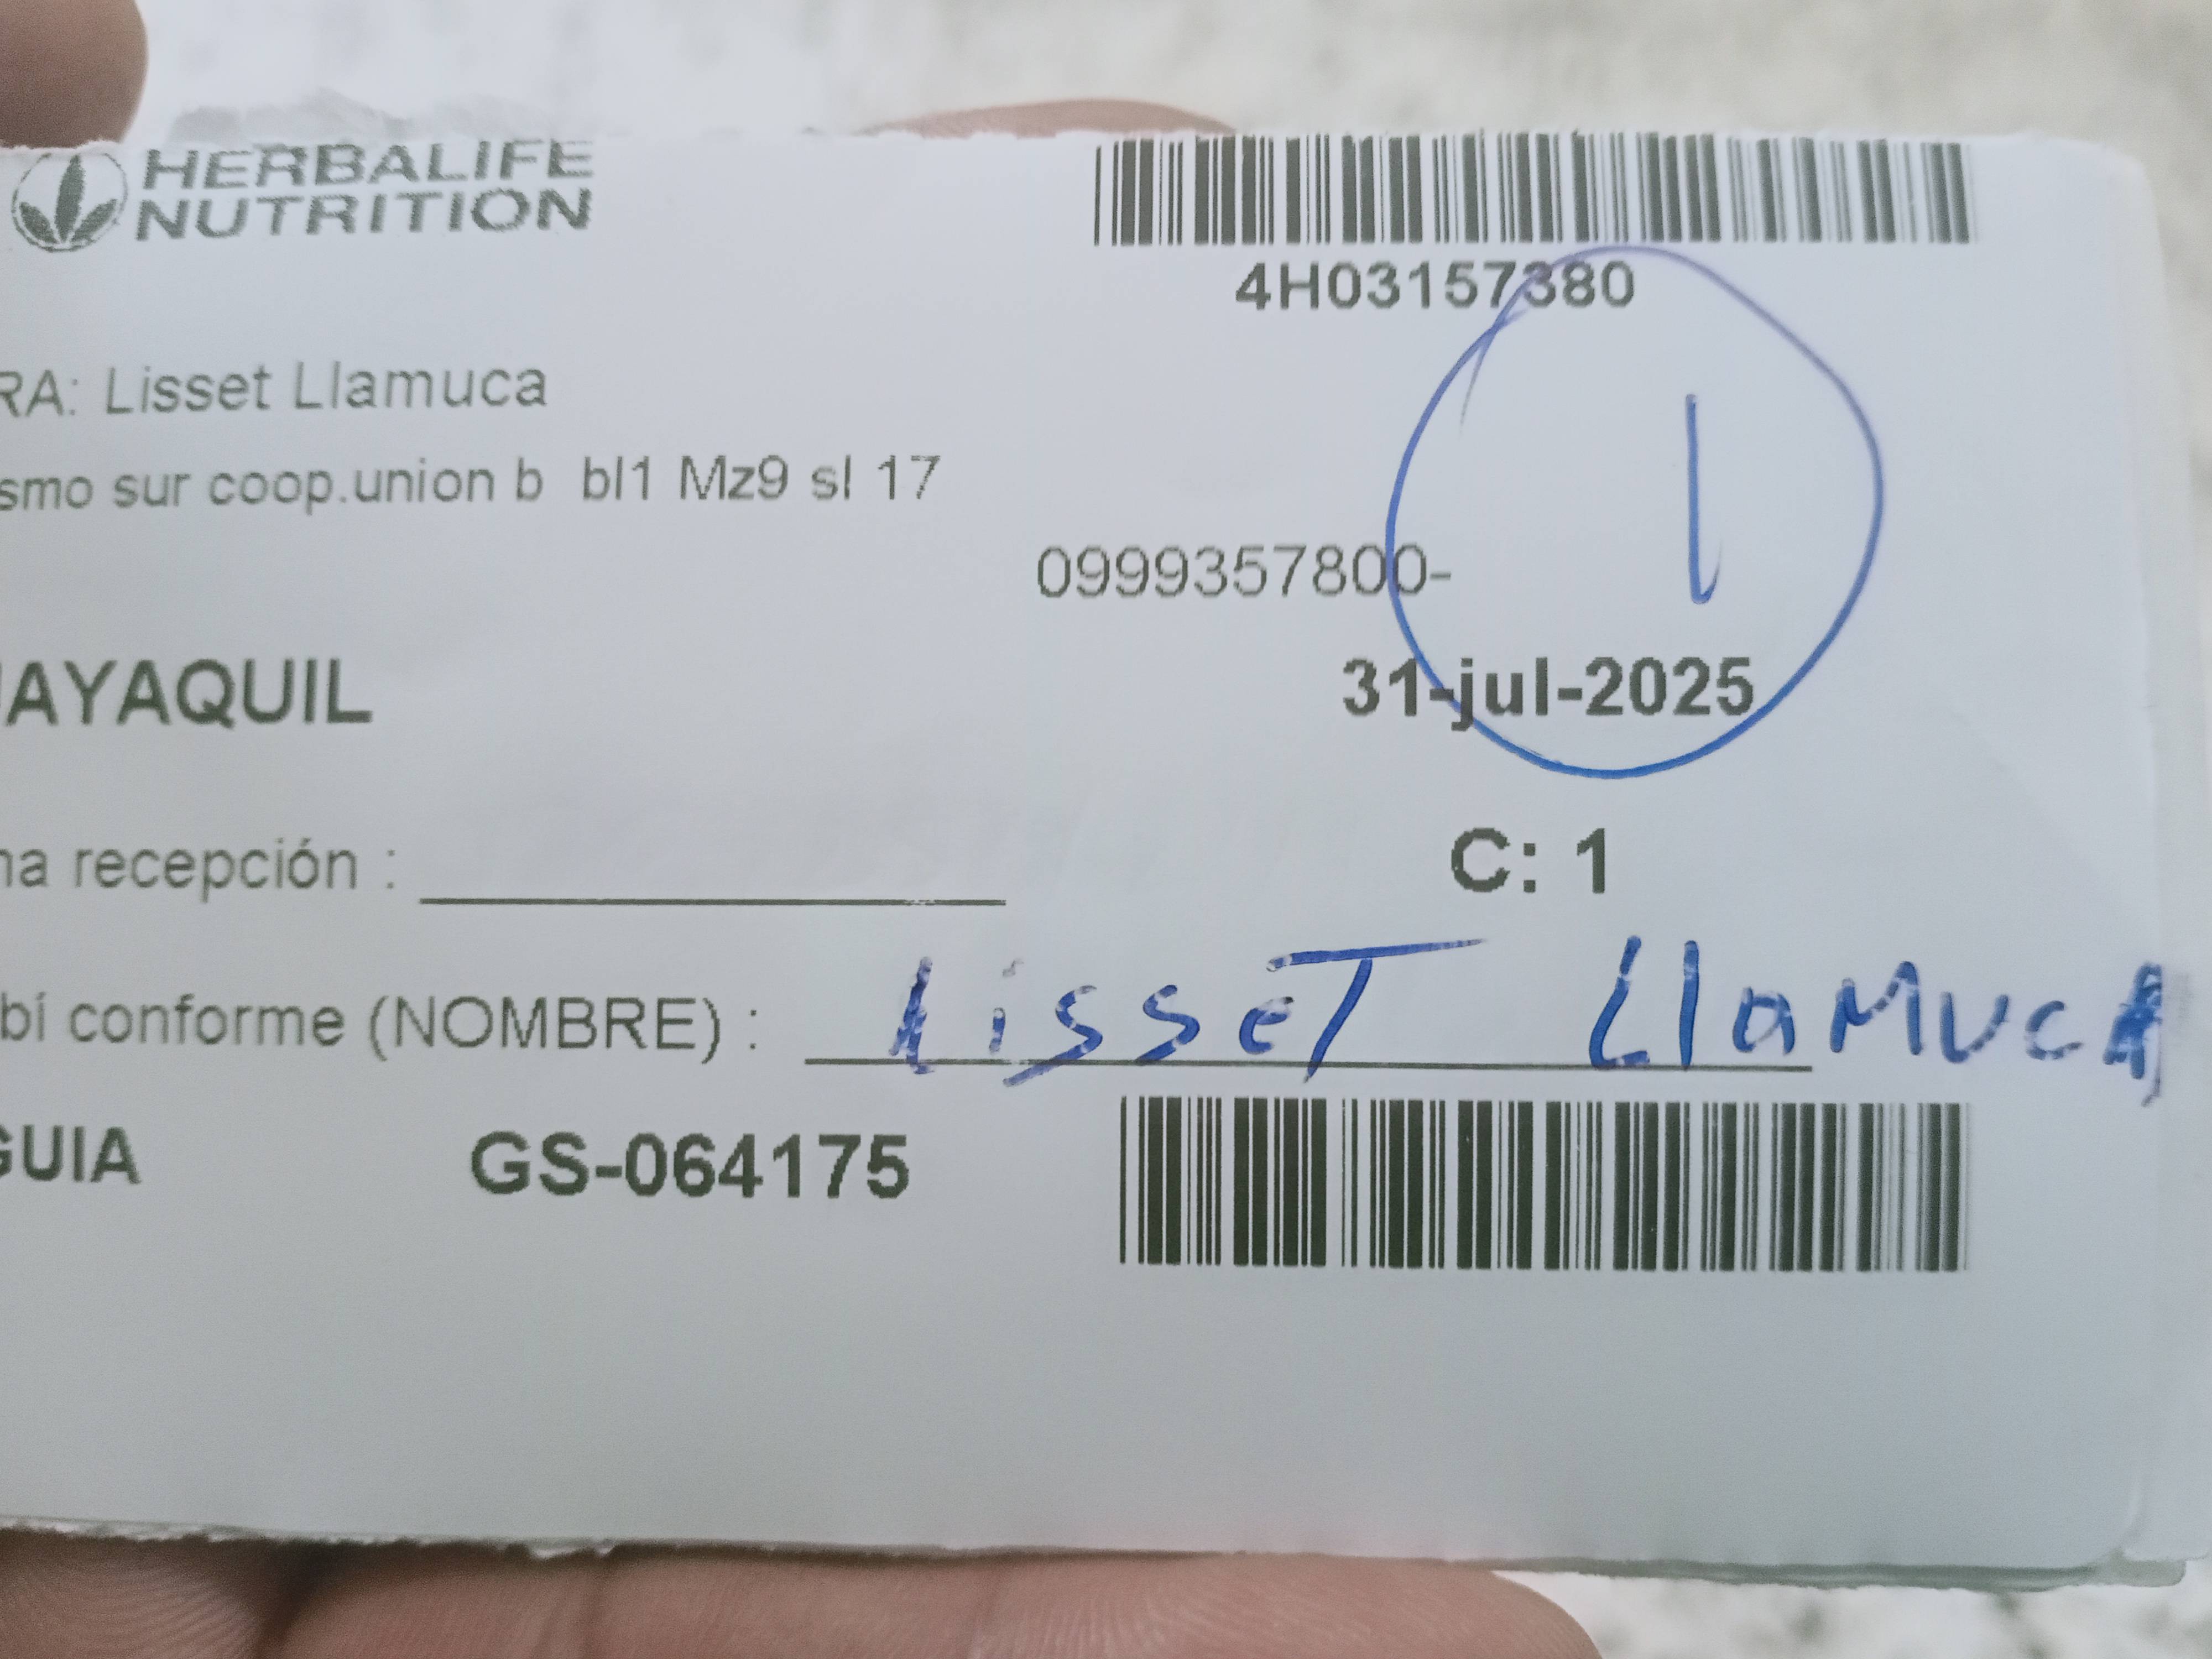 HERBALIFE
NUTRITION
4H03157380
RA: Lisset Llamuca
smo sur coop.union b bl1 Mz9 sl 17
1
0999357800-
AYAQUIL
31-jul-2025
na recepción :
C: 1
bí conforme (NOMBRE) : LisseT LlaMucA
GUIA GS-064175